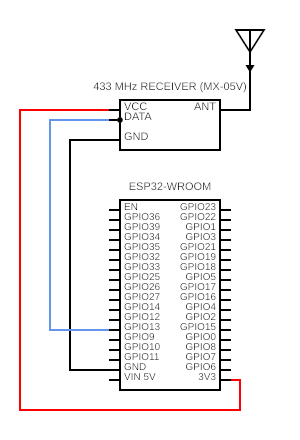 433 MHz RECEIVER (MX-05V)
VCC ANT
DATA
GND
ESP32-WROOM
EN GPIO23
GPIO36 GPIO22
GPIO39 GPIO1
GPIO34 GPIO3
GPIO35 GPIO21
GPIO32 GPIO19
GPIO33 GPIO18
GPIO25 GPIO5
GPIO26 GPIO17
GPIO27 GPIO16
GPIO14 GPIO4
GPIO12 GPIO2
GPIO13 GPIO15
GPIO9 GPIO0
GPIO10 GPIO8
GPIO11 GPIO7
GND GPIO6
VIN 5V 3V3